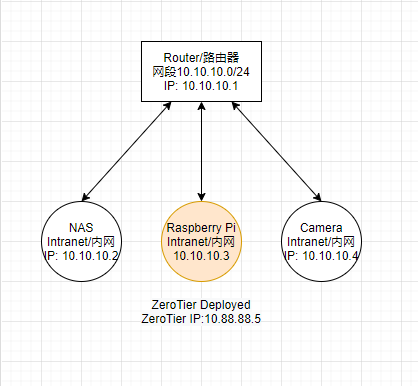 Router/路由器
网段10.10.10.0/24
IP: 10.10.10.1
NAS
Intranet/内网
IP: 10.10.10.2
Raspberry Pi
Intranet/内网
10.10.10.3
Camera
Intranet/内网
IP: 10.10.10.4
ZeroTier Deployed
ZeroTier IP:10.88.88.5